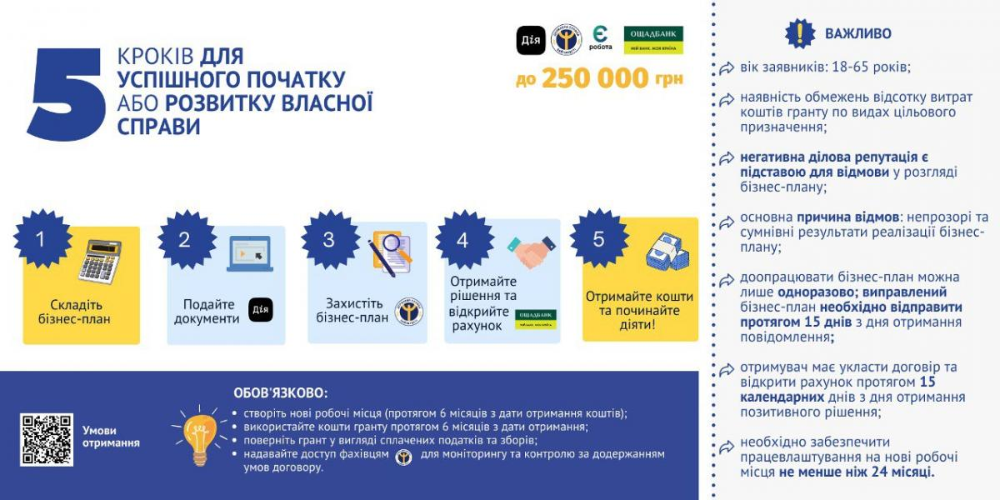 5
КРОКІВ ДЛЯ
УСПІШНОГО ПОЧАТКУ
АБО РОЗВИТКУ ВЛАСНОЇ
СПРАВИ
Дія
Є
робота
ОЩАДБАНК
МІЙ БАНК. МОЯ КРАЇНА
до 250 000 грн
1
Складіть
бізнес-план
2
Подайте
документи
Дія
3
Захистіть
бізнес-план
4
Отримайте
рішення та
відкрийте
рахунок
ОЩАДБАНК
5
Отримайте кошти
та починайте
діяти!
Умови
отримання
ОБОВ'ЯЗКОВО:
• створіть нові робочі місця (протягом 6 місяців з дати отримання коштів);
• використайте кошти гранту протягом 6 місяців з дати отримання;
• поверніть грант у вигляді сплачених податків та зборів;
• надавайте доступ фахівцям для моніторингу та контролю за додержанням
умов договору.
! ВАЖЛИВО
вік заявників: 18-65 років;
наявність обмежень відсотку витрат
коштів гранту по видах цільового
призначення;
негативна ділова репутація є
підставою для відмови у розгляді
бізнес-плану;
основна причина відмов: непрозорі та
сумнівні результати реалізації бізнес-
плану;
доопрацювати бізнес-план можна
лише одноразово; виправлений
бізнес-план необхідно відправити
протягом 15 днів з дня отримання
повідомлення;
отримувач має укласти договір та
відкрити рахунок протягом 15
календарних днів з дня отримання
позитивного рішення;
необхідно забезпечити
працевлаштування на нові робочі
місця не менше ніж 24 місяці.